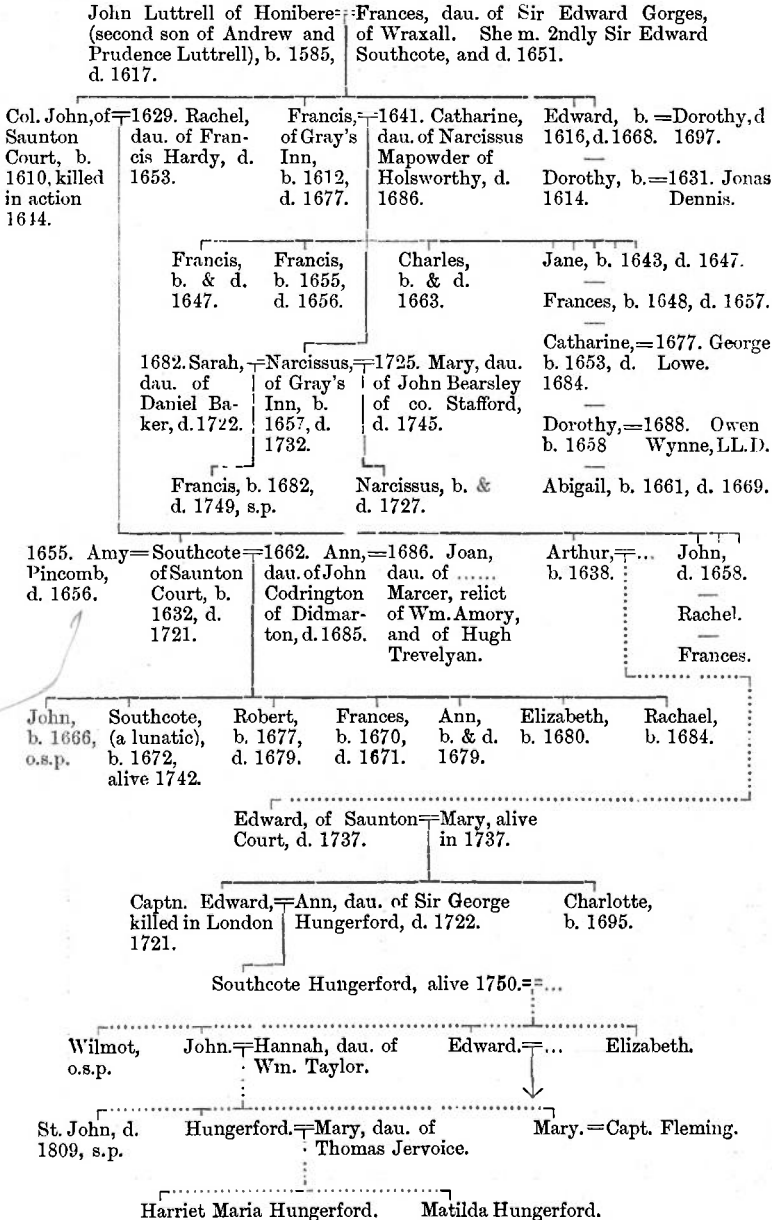 John Luttrell of Honibere = Frances, dau. of Sir Edward Gorges,
(second son of Andrew and of Wraxall. She m. 2ndly Sir Edward
Prudence Luttrell), b. 1585, Southcote, and d. 1651.
d. 1617.
Col. John, of = 1629. Rachel, Francis, = 1641. Catharine, Edward, b. = Dorothy, d
Saunton dau. of Fran- of Gray's dau. of Narcissus 1616, d. 1668. 1697.
Court, b. cis Hardy, d. Inn, Mapowder of
1610, killed 1653. b. 1612, Holsworthy, d. Dorothy, b. = 1631. Jonas
in action d. 1677. 1686. 1614. Dennis.
1614.
Francis, Francis, Charles, Jane, b. 1643, d. 1647.
b. & d. b. 1655, b. & d.
1647. d. 1656. 1663. Frances, b. 1648, d. 1657.
Catharine, = 1677. George
1682. Sarah, = Narcissus, = 1725. Mary, dau. b. 1653, d. Lowe.
dau. of of Gray's of John Bearsley 1684.
Daniel Ba- Inn, b. of co. Stafford,
ker, d. 1722. 1657, d. d. 1745. Dorothy, = 1688. Owen
1732. b. 1658 Wynne, LL.D.
Francis, b. 1682, Narcissus, b. & Abigail, b. 1661, d. 1669.
d. 1749, s.p. d. 1727.
1655. Amy = Southcote = 1662. Ann, = 1686. Joan, Arthur, = ... John,
Pincomb, of Saunton dau. of John dau. of ...... b. 1638. d. 1658.
d. 1656. Court, b. Codrington Marcer, relict
1632, d. of Didmar- of Wm. Amory, Rachel.
1721. ton, d. 1685. and of Hugh
Trevelyan. Frances.
John, Southcote, Robert, Frances, Ann, Elizabeth, Rachael,
b. 1666, (a lunatic), b. 1677, b. 1670, b. & d. b. 1680. b. 1684.
o.s.p. b. 1672, d. 1679. d. 1671. 1679.
alive 1742.
Edward, of Saunton = Mary, alive
Court, d. 1737. in 1737.
Captn. Edward, = Ann, dau. of Sir George Charlotte,
killed in London Hungerford, d. 1722. b. 1695.
1721.
Southcote Hungerford, alive 1750. = ...
Wilmot, John. = Hannah, dau. of Edward. = ... Elizabeth.
o.s.p. Wm. Taylor.
St. John, d. Hungerford. = Mary, dau. of Mary. = Capt. Fleming.
1809, s.p. Thomas Jervoice.
Harriet Maria Hungerford. Matilda Hungerford.